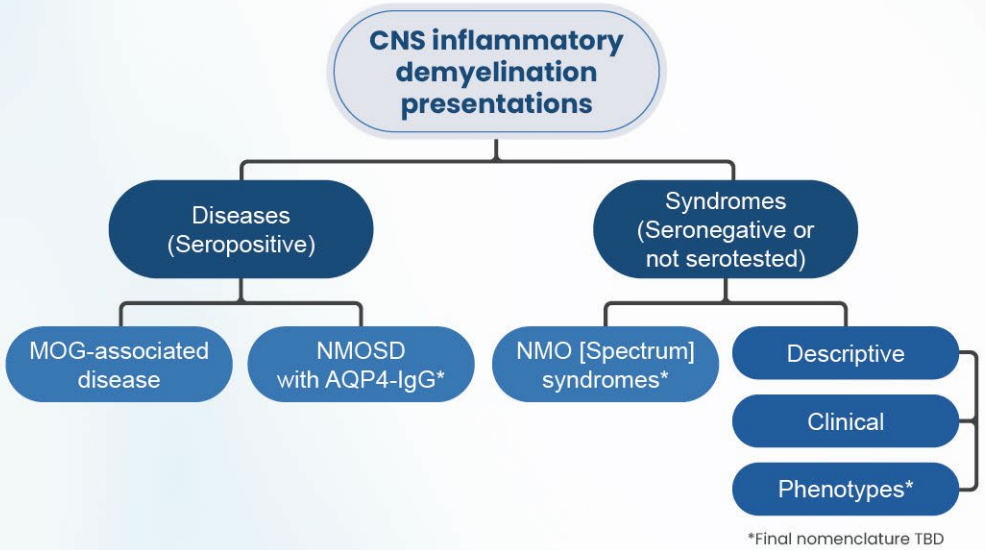 CNS inflammatory
demyelination
presentations
Diseases
(Seropositive)
Syndromes
(Seronegative or
not serotested)
MOG-associated
disease
NMOSD
with AQP4-IgG*
NMO [Spectrum]
syndromes*
Descriptive
Clinical
Phenotypes*
*Final nomenclature TBD